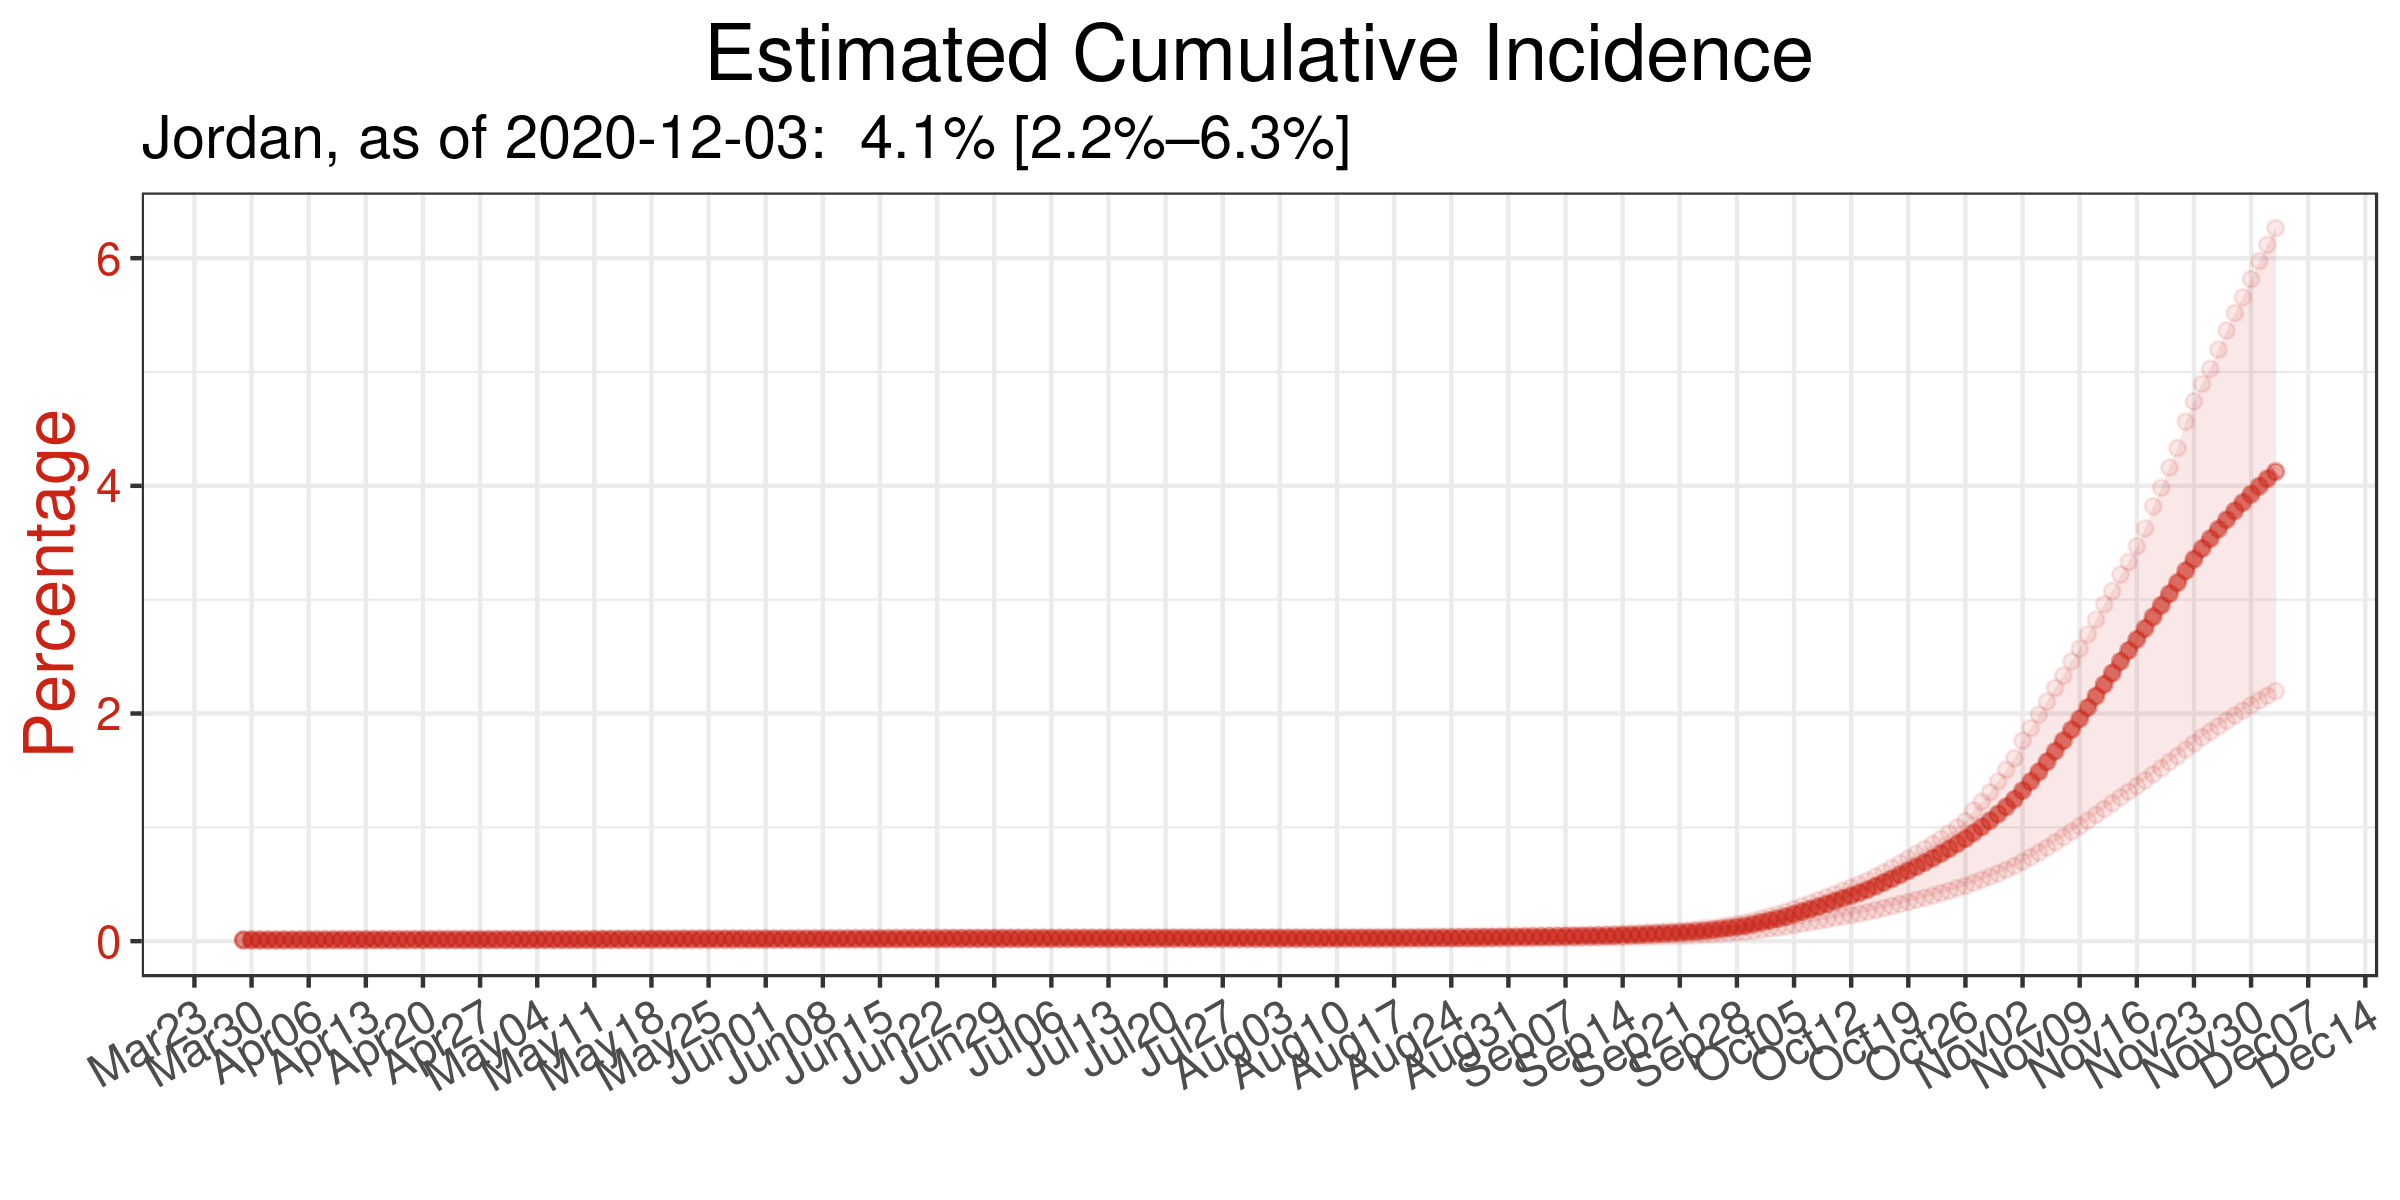 Estimated Cumulative Incidence
Jordan, as of 2020-12-03:  4.1% [2.2%–6.3%]
Percentage
6
4
2
0
Mar23
Mar30
Apr06
Apr13
Apr20
Apr27
May04
May11
May18
May25
Jun01
Jun08
Jun15
Jun22
Jun29
Jul06
Jul13
Jul20
Jul27
Aug03
Aug10
Aug17
Aug24
Aug31
Sep07
Sep14
Sep21
Sep28
Oct05
Oct12
Oct19
Oct26
Nov02
Nov09
Nov16
Nov23
Nov30
Dec07
Dec14